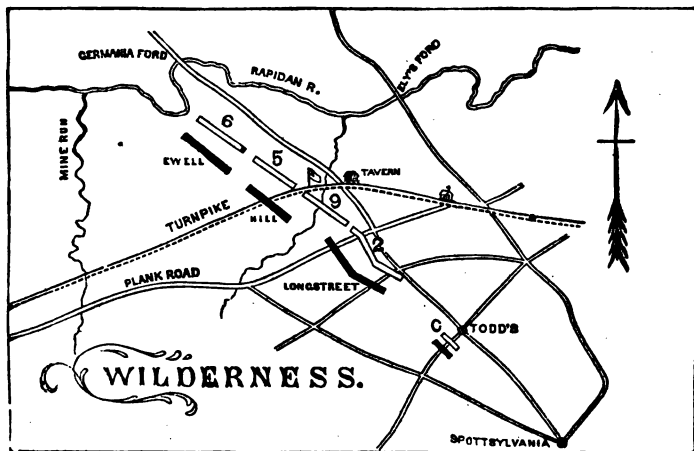 GERMANIA FORD
RAPIDAN R.
ELY'S FORD
MINE RUN
6
EWELL
5
TAVERN
HILL
9
TURNPIKE
2
PLANK ROAD
LONGSTREET
C
TODD'S
WILDERNESS.
SPOTTSYLVANIA